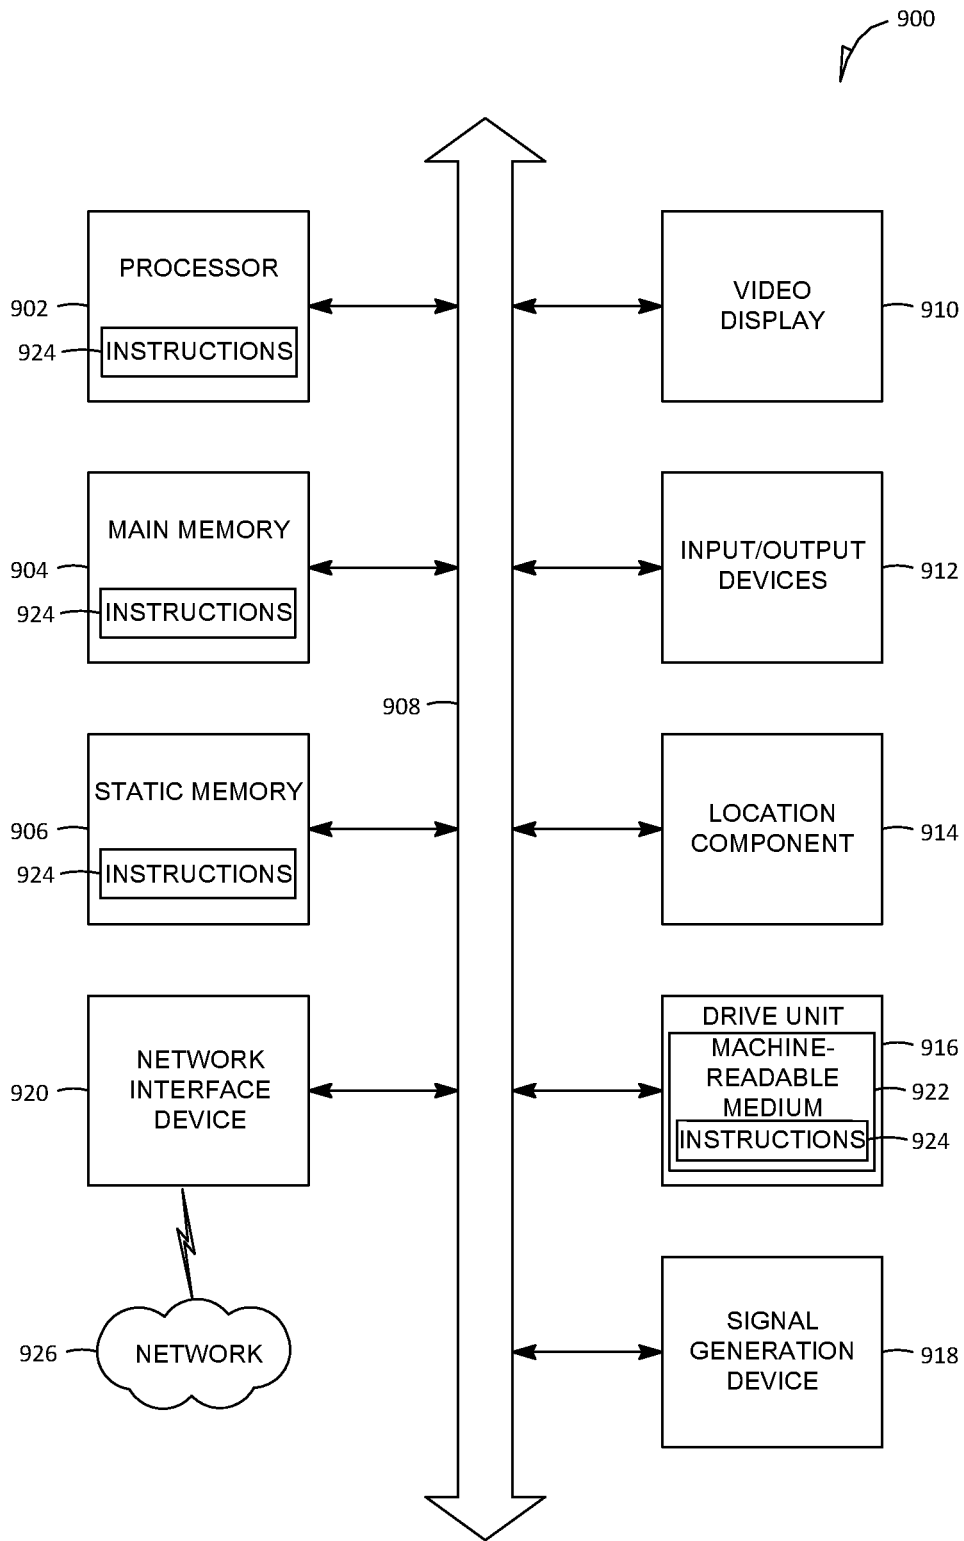 900
PROCESSOR
902
924
INSTRUCTIONS
VIDEO
DISPLAY
910
MAIN MEMORY
904
924
INSTRUCTIONS
INPUT/OUTPUT
DEVICES
912
908
STATIC MEMORY
906
924
INSTRUCTIONS
LOCATION
COMPONENT
914
NETWORK
INTERFACE
DEVICE
920
DRIVE UNIT
916
MACHINE-
READABLE
MEDIUM
922
INSTRUCTIONS
924
NETWORK
926
SIGNAL
GENERATION
DEVICE
918